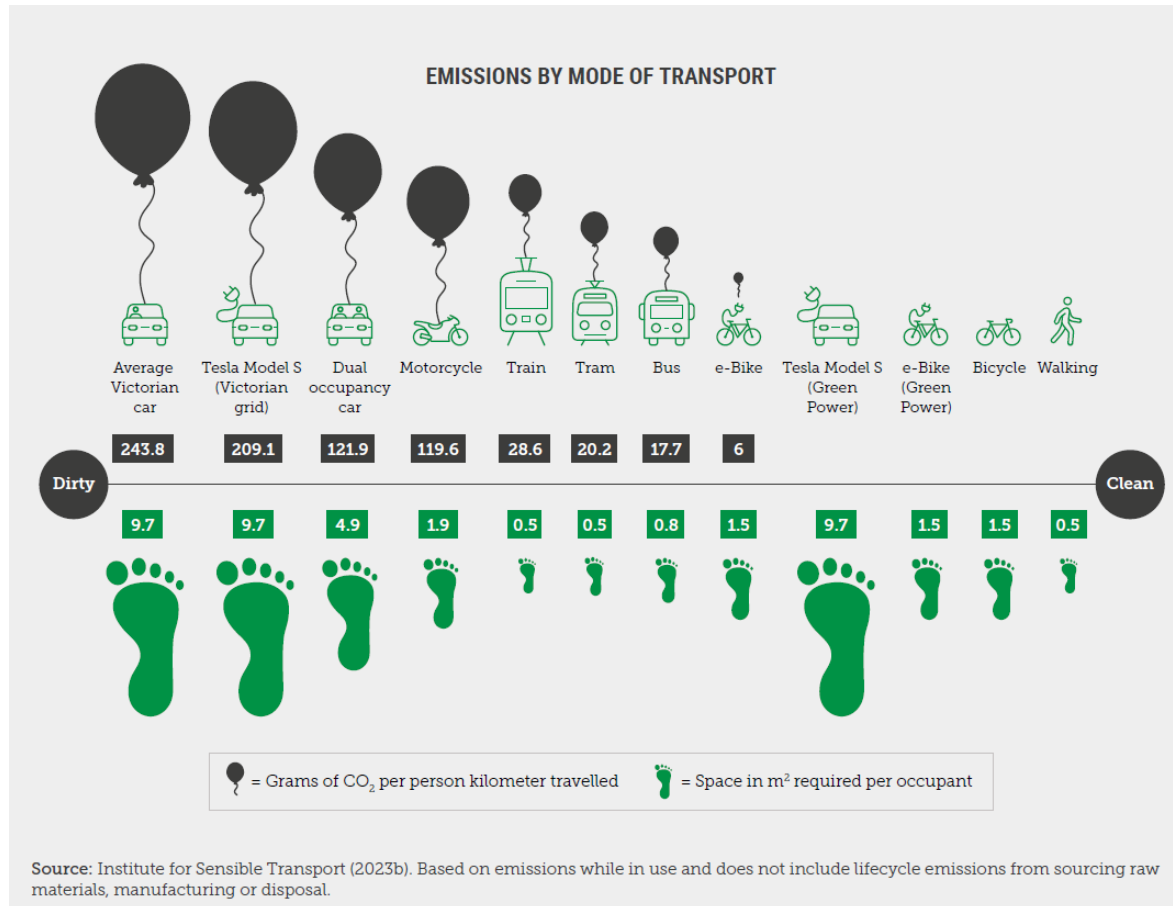 EMISSIONS BY MODE OF TRANSPORT
Average
Victorian
car
Tesla Model S
(Victorian
grid)
Dual
occupancy
car
Motorcycle
Train
Tram
Bus
e-Bike
Tesla Model S
(Green
Power)
e-Bike
(Green
Power)
Bicycle
Walking
243.8
209.1
121.9
119.6
28.6
20.2
17.7
6
Dirty
Clean
9.7
9.7
4.9
1.9
0.5
0.5
0.8
1.5
9.7
1.5
1.5
0.5
= Grams of CO₂ per person kilometer travelled
= Space in m² required per occupant
Source: Institute for Sensible Transport (2023b). Based on emissions while in use and does not include lifecycle emissions from sourcing raw
materials, manufacturing or disposal.